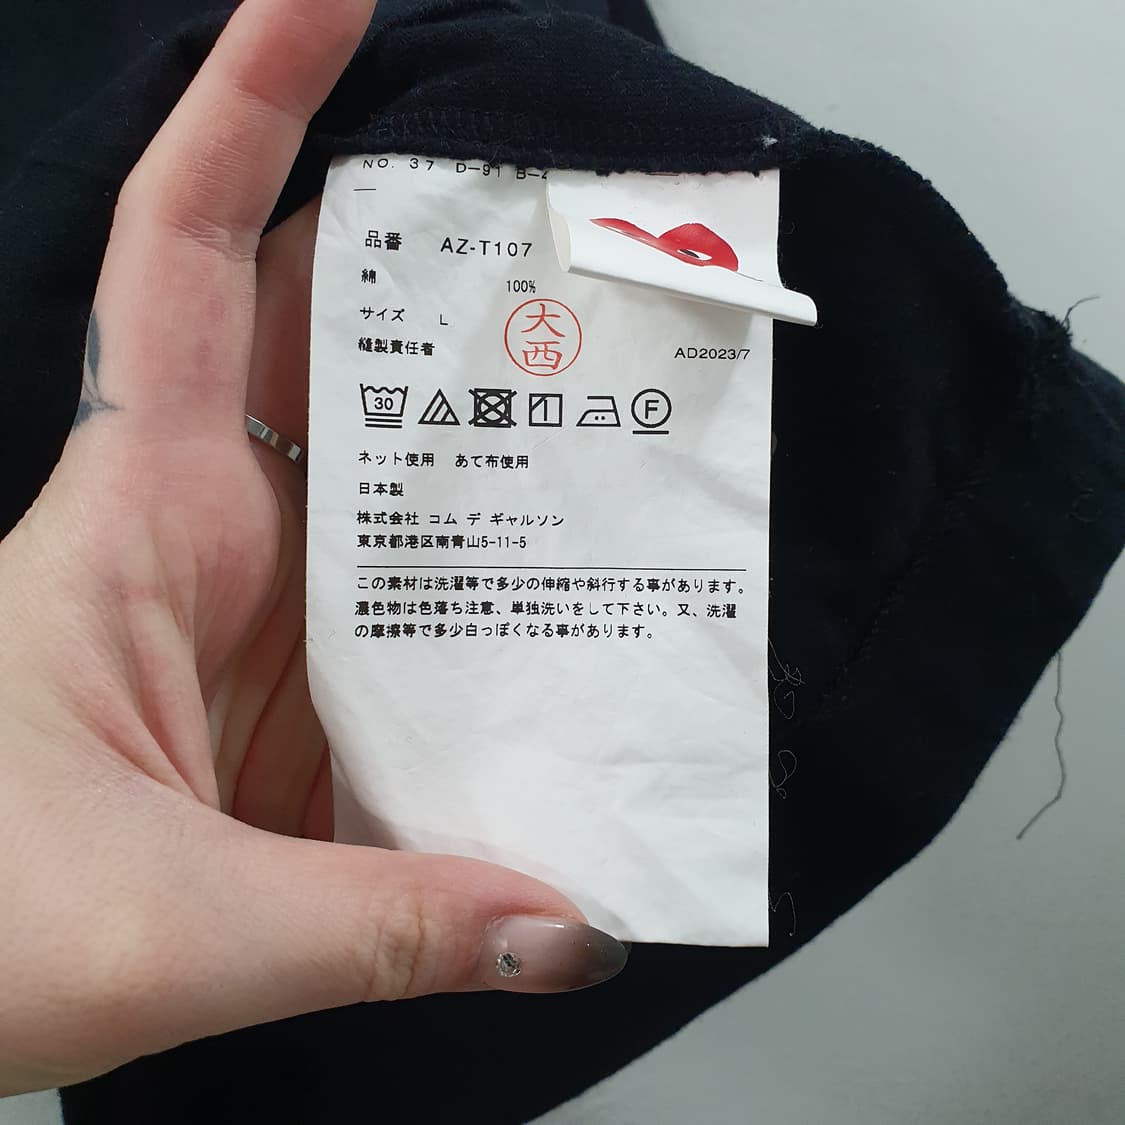 NO. 37 D-91 B-
品番 AZ-T107
綿 100%
サイズ L
縫製責任者 大西 AD2023/7
30 F
ネット使用 あて布使用
日本製
株式会社 コム デ ギャルソン
東京都港区南青山5-11-5
この素材は洗濯等で多少の伸縮や斜行する事があります。
濃色物は色落ち注意、単独洗いをして下さい。又、洗濯
の摩擦等で多少白っぽくなる事があります。